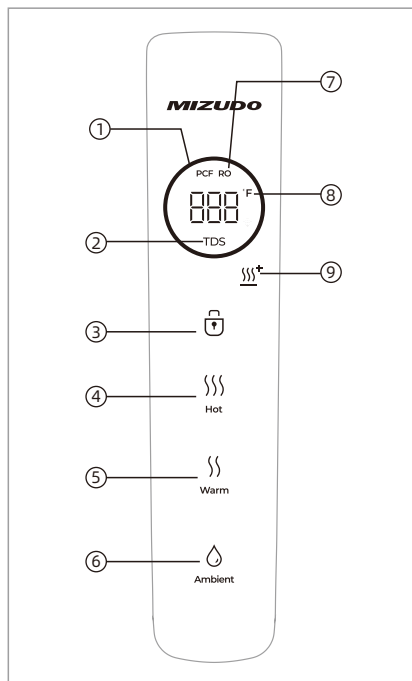 MIZUDO
⑦
①
PCF RO
888 °F
⑧
②
TDS
⑨
③
④
Hot
⑤
Warm
⑥
Ambient